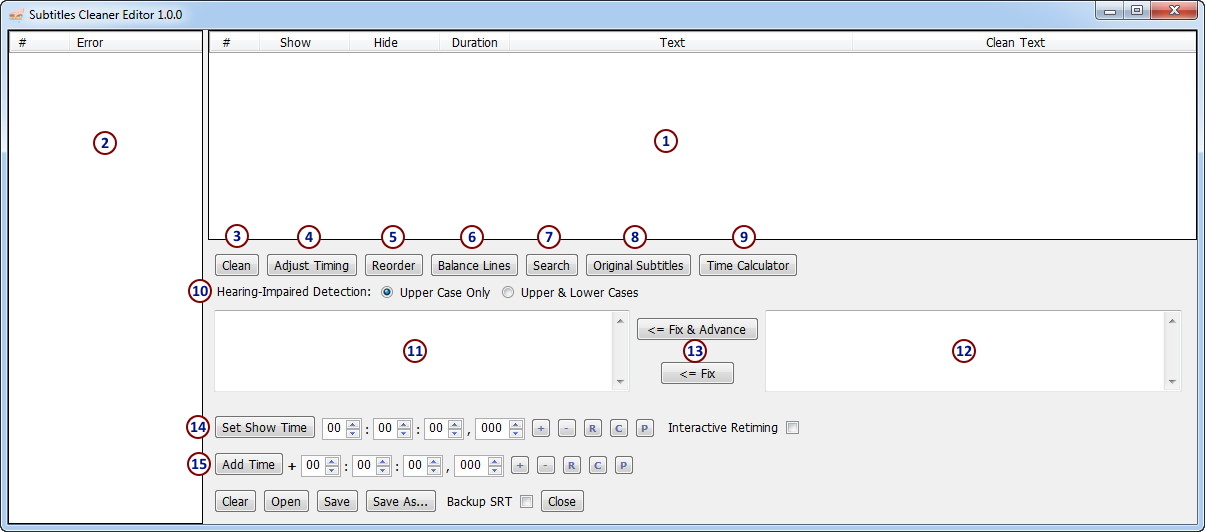 Subtitles Cleaner Editor 1.0.0
# Error # Show Hide Duration Text Clean Text
2 1
3 4 5 6 7 8 9
Clean Adjust Timing Reorder Balance Lines Search Original Subtitles Time Calculator
10 Hearing-Impaired Detection: Upper Case Only Upper & Lower Cases
<= Fix & Advance
11 13 12
<= Fix
14 Set Show Time 00 : 00 : 00 , 000 + - R C P Interactive Retiming
15 Add Time + 00 : 00 : 00 , 000 + - R C P
Clear Open Save Save As... Backup SRT Close